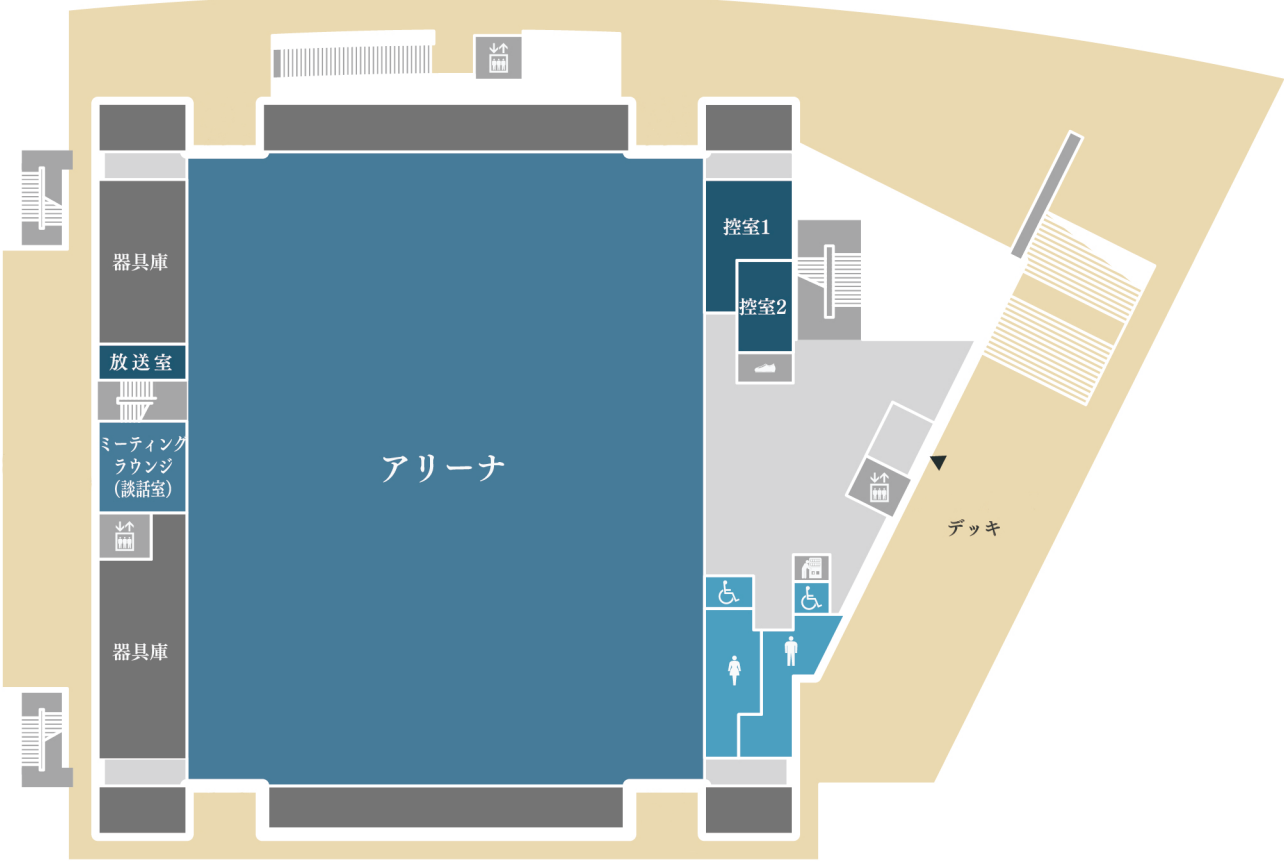 控室1
器具庫
控室2
放送室
ミーティング
ラウンジ
(談話室)
アリーナ
デッキ
器具庫